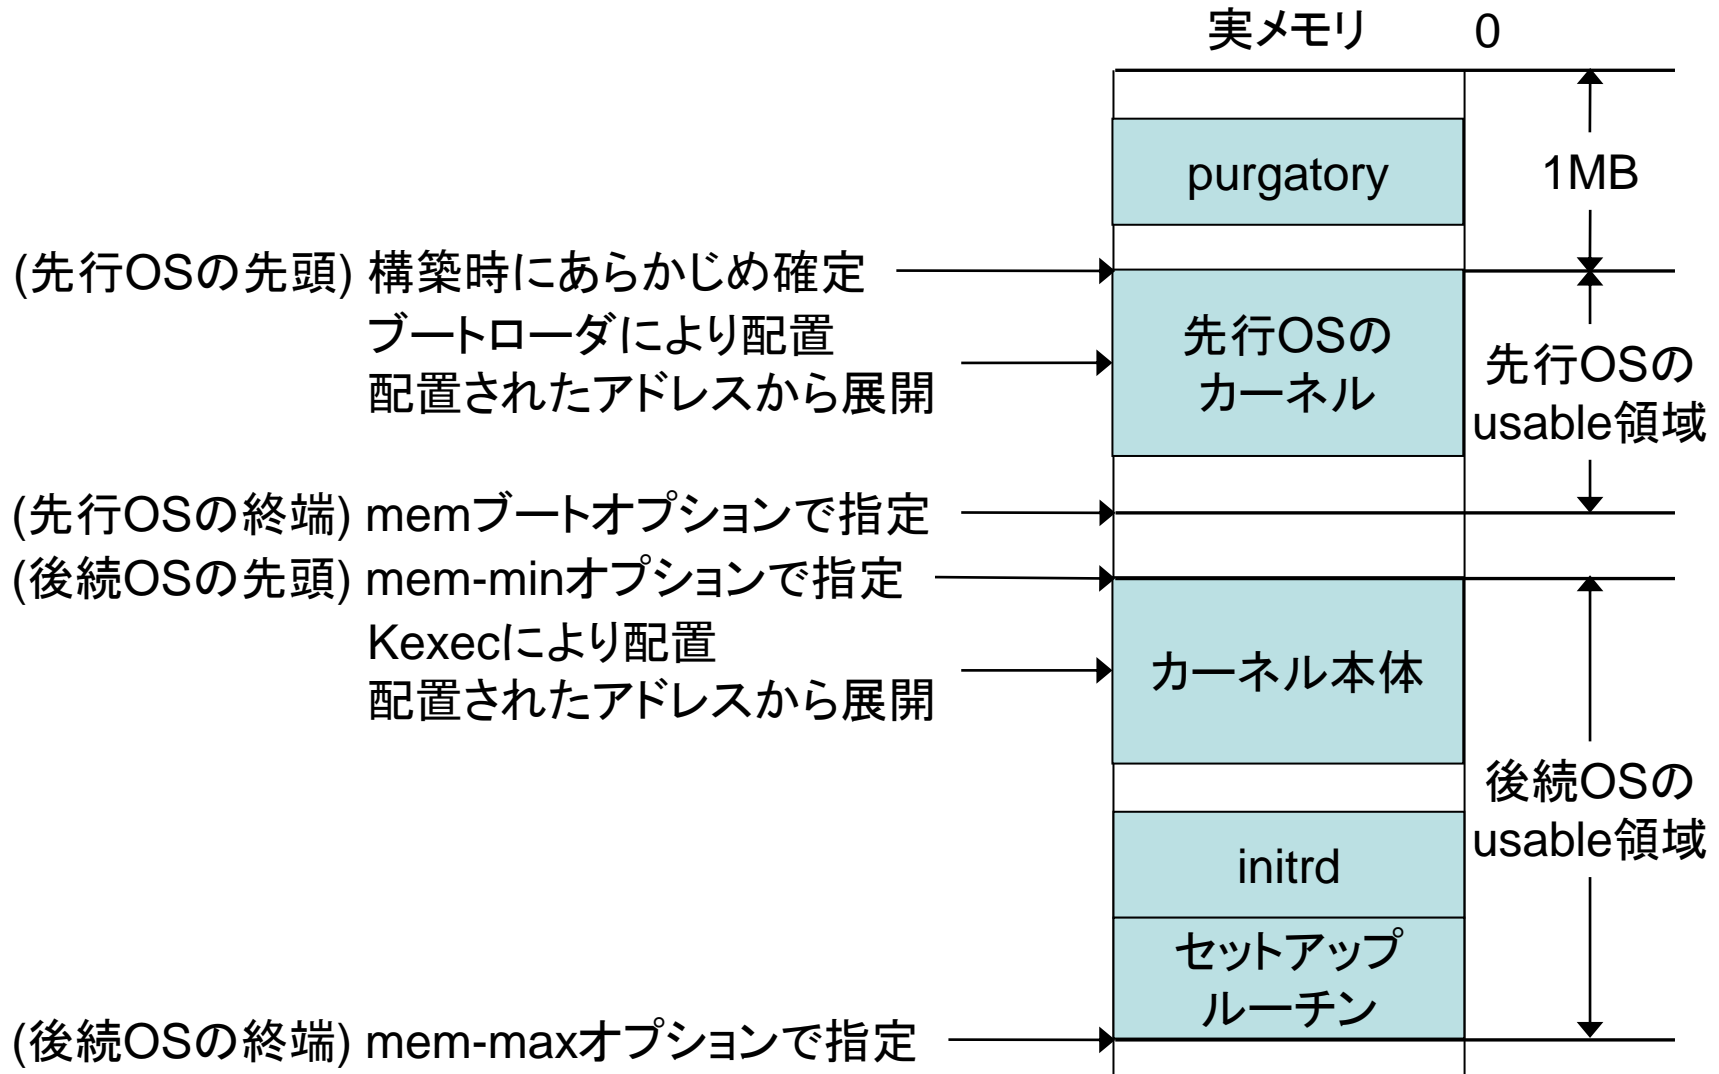 実メモリ 0
purgatory
1MB
(先行OSの先頭) 構築時にあらかじめ確定
ブートローダにより配置
配置されたアドレスから展開
先行OSの
カーネル
先行OSの
usable領域
(先行OSの終端) memブートオプションで指定
(後続OSの先頭) mem-minオプションで指定
Kexecにより配置
配置されたアドレスから展開
カーネル本体
後続OSの
usable領域
initrd
セットアップ
ルーチン
(後続OSの終端) mem-maxオプションで指定